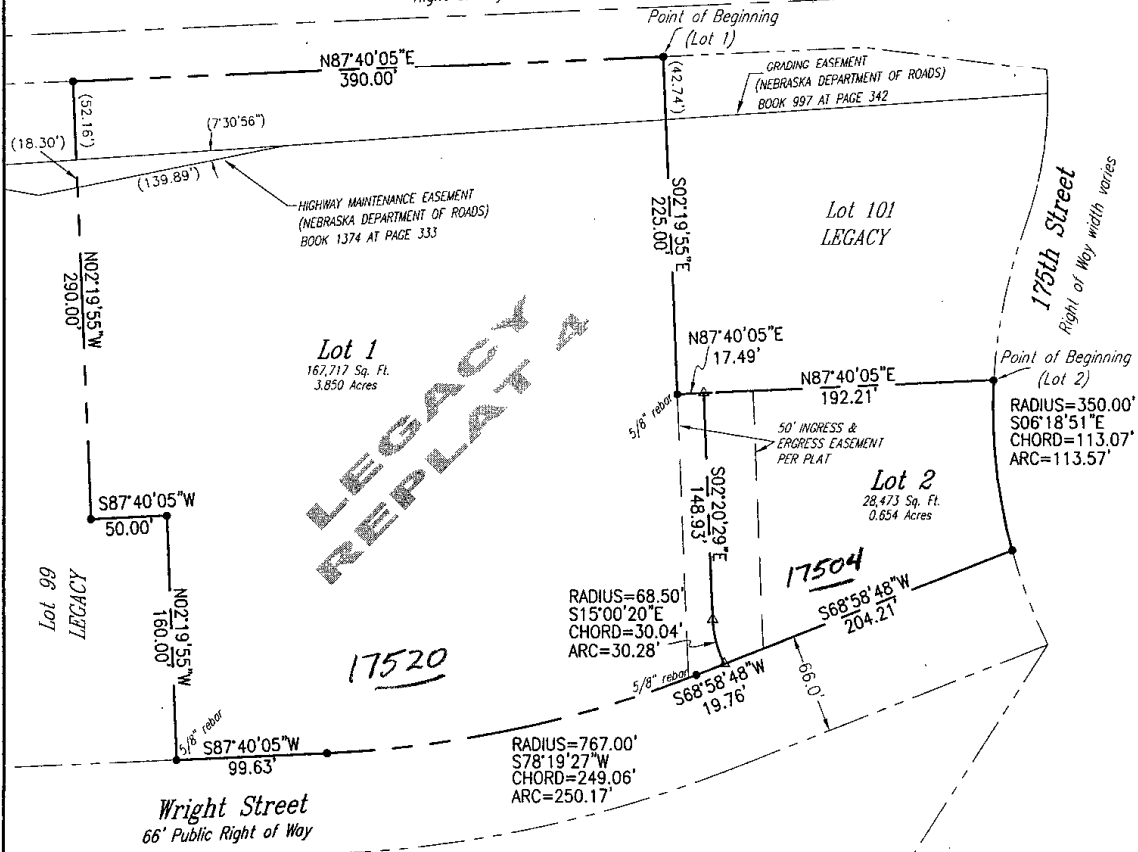 Point of Beginning
(Lot 1)
N87°40'05"E
390.00'
(42.74')
GRADING EASEMENT
(NEBRASKA DEPARTMENT OF ROADS)
BOOK 997 AT PAGE 342
(52.16')
(18.30')
(7°30'56")
(139.89')
HIGHWAY MAINTENANCE EASEMENT
(NEBRASKA DEPARTMENT OF ROADS)
BOOK 1374 AT PAGE 333
S02°19'55"E
225.00'
Lot 101
LEGACY
175th Street
Right of Way width varies
N02°19'55"W
290.00'
Lot 1
167,717 Sq. Ft.
3.850 Acres
LEGACY
REPLAT 4
N87°40'05"E
17.49'
N87°40'05"E
192.21'
Point of Beginning
(Lot 2)
RADIUS=350.00'
S06°18'51"E
CHORD=113.07'
ARC=113.57'
5/8" rebar
50' INGRESS &
ERGRESS EASEMENT
PER PLAT
S02°20'29"E
148.93'
Lot 2
28,473 Sq. Ft.
0.654 Acres
S87°40'05"W
50.00'
Lot 99
LEGACY
N02°19'55"W
160.00'
17504
S68°58'48"W
204.21'
RADIUS=68.50'
S15°00'20"E
CHORD=30.04'
ARC=30.28'
17520
5/8" rebar
S68°58'48"W
19.76'
66.0'
5/8" rebar
S87°40'05"W
99.63'
RADIUS=767.00'
S78°19'27"W
CHORD=249.06'
ARC=250.17'
Wright Street
66' Public Right of Way